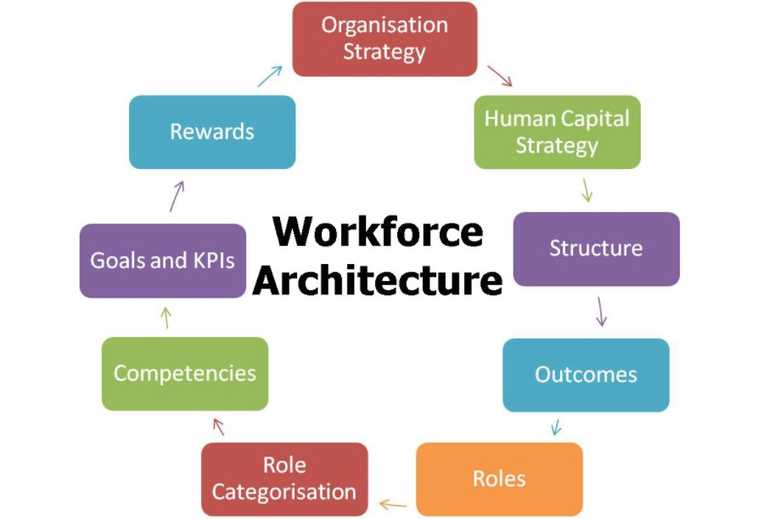 Organisation
Strategy
Human Capital
Strategy
Structure
Outcomes
Roles
Role
Categorisation
Competencies
Goals and KPIs
Rewards
Workforce
Architecture